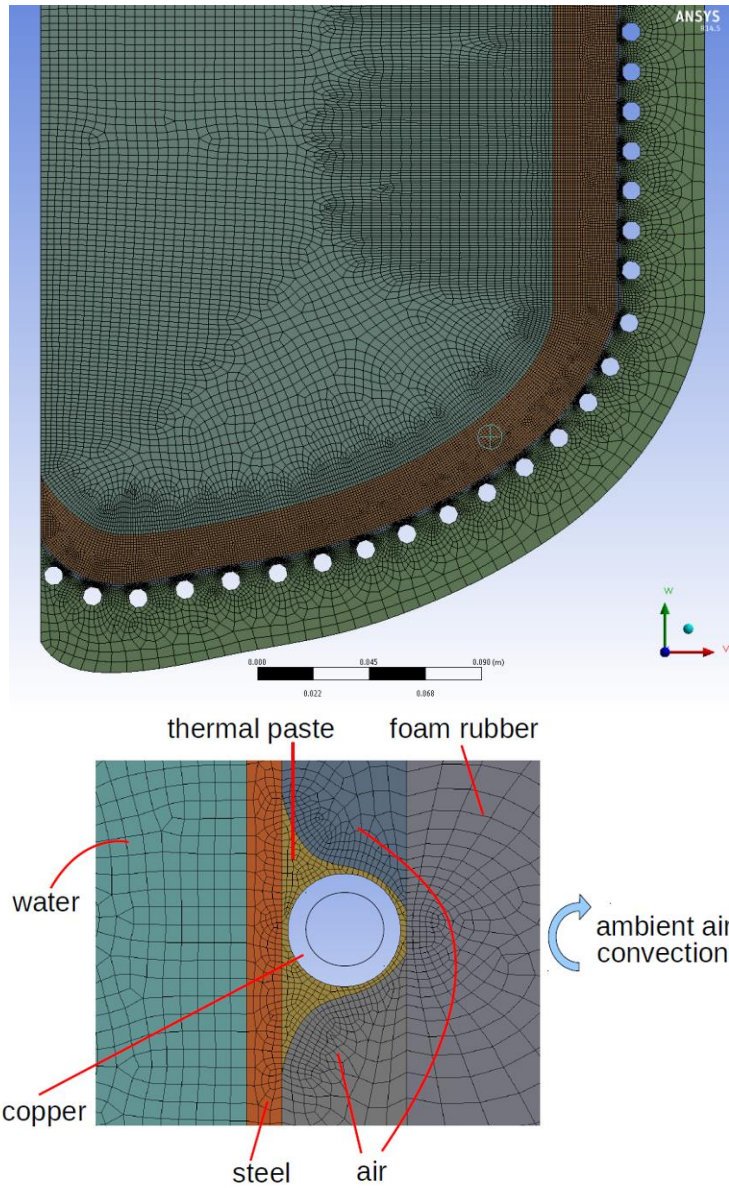 ANSYS
R14.5
W
V
0.000
0.045
0.090 (m)
0.022
0.068
thermal paste
foam rubber
water
ambient air
convection
copper
steel
air